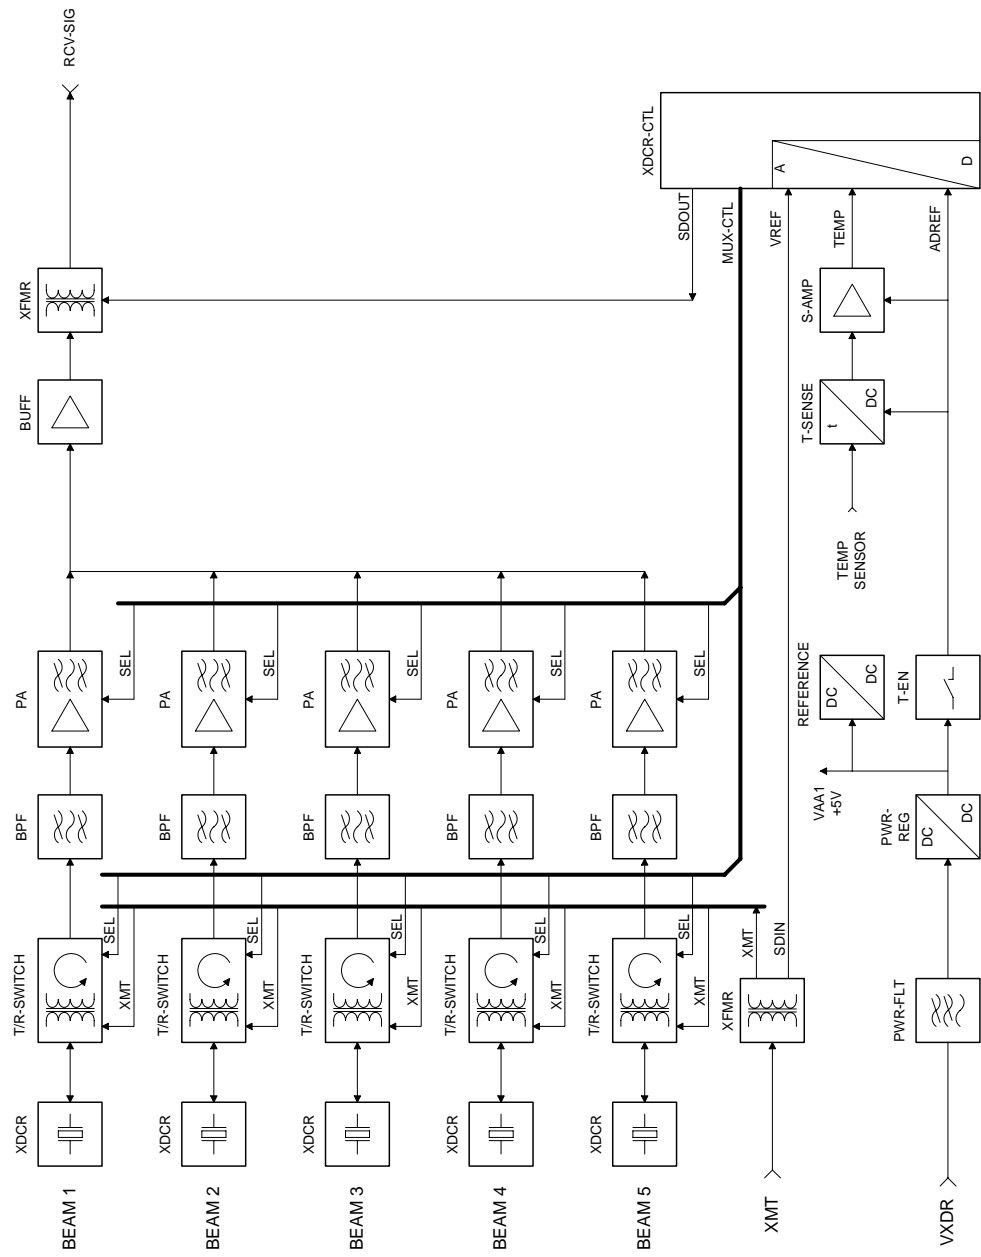 BEAM 1
XDCR
T/R-SWITCH
XMT
SEL
BPF
PA
SEL
BUFF
XFMR
RCV-SIG
BEAM 2
XDCR
T/R-SWITCH
XMT
SEL
BPF
PA
SEL
BEAM 3
XDCR
T/R-SWITCH
XMT
SEL
BPF
PA
SEL
BEAM 4
XDCR
T/R-SWITCH
XMT
SEL
BPF
PA
SEL
BEAM 5
XDCR
T/R-SWITCH
XMT
SEL
BPF
PA
SEL
XMT
XFMR
XMT
SDIN
SDOUT
MUX-CTL
VREF
XDCR-CTL
A
D
TEMP
SENSOR
T-SENSE
t
DC
S-AMP
TEMP
ADREF
VXDR
PWR-FLT
PWR-
REG
DC
DC
VAA1
+5V
REFERENCE
DC
DC
T-EN